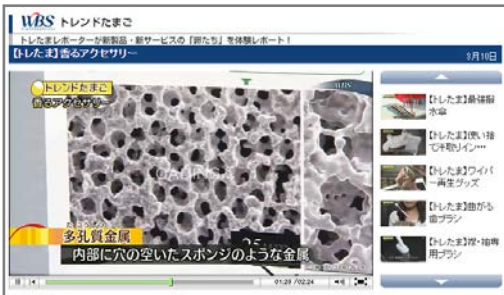 WBS トレンドたまご
トレたまレポーターが新製品・新サービスの「卵たち」を体験レポート!
【トレたま】香るアクセサリー
3月10日
トレンドたまご
香るアクセサリー
WBS
多孔質金属
内部に穴の空いたスポンジのような金属
25
01:29 /02:24
【トレたま】最強撥
水傘
【トレたま】使い捨
て汗取りイン…
【トレたま】ワイパ
ー再生グッズ
【トレたま】曲がる
歯ブラシ
【トレたま】襟・袖専
用ブラシ